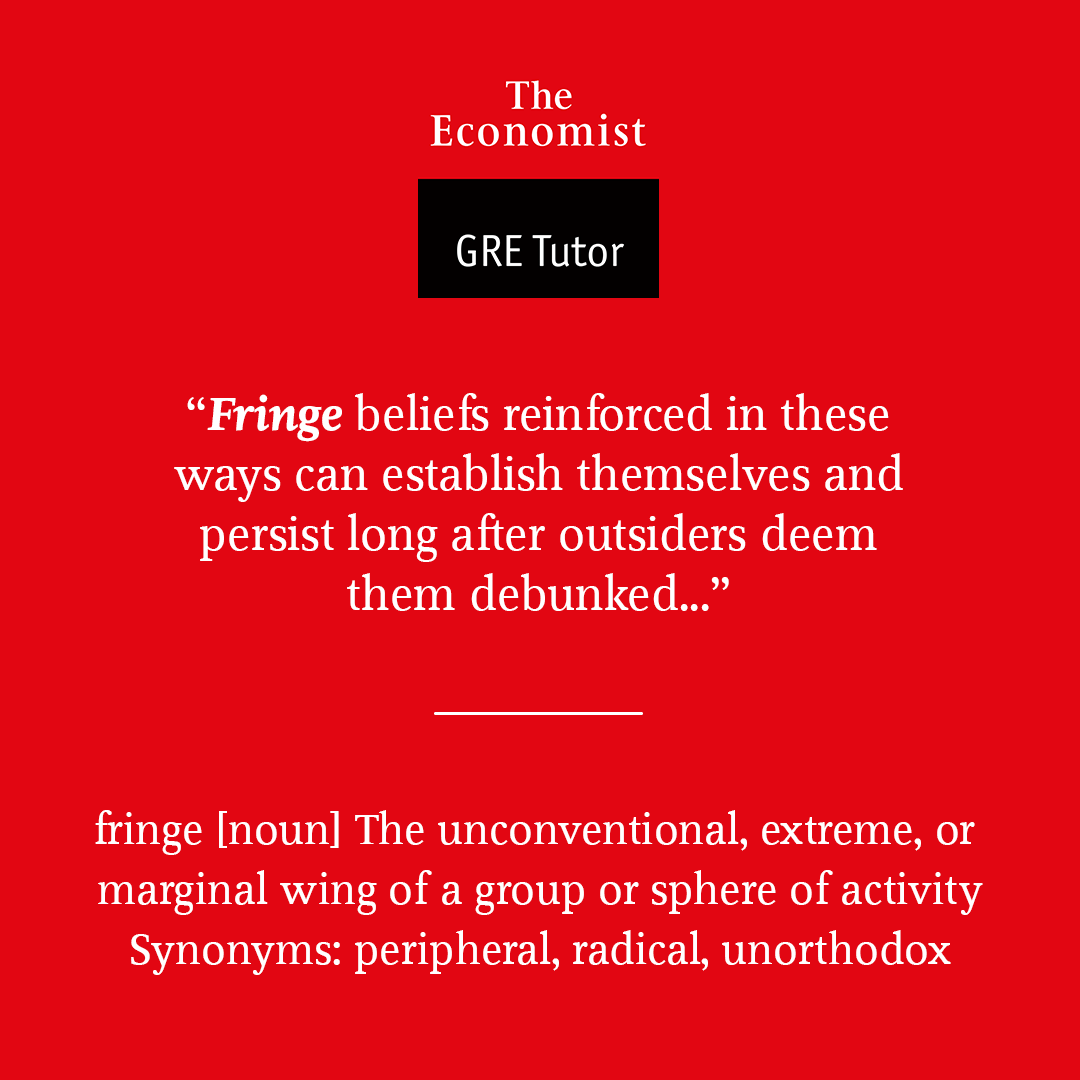 The
Economist
GRE Tutor
“Fringe beliefs reinforced in these
ways can establish themselves and
persist long after outsiders deem
them debunked...”
fringe [noun] The unconventional, extreme, or
marginal wing of a group or sphere of activity
Synonyms: peripheral, radical, unorthodox